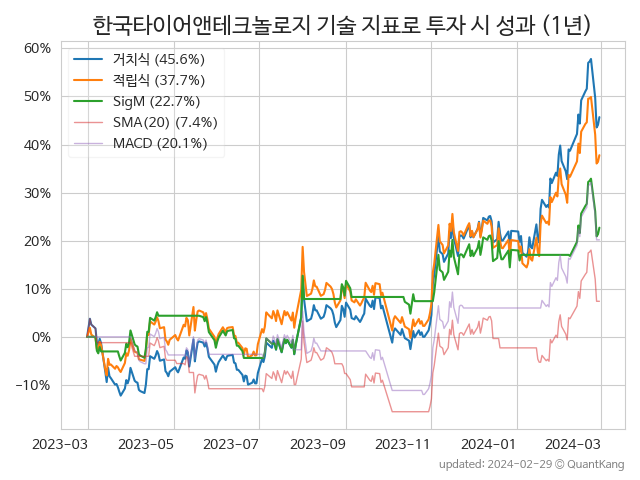 한국타이어앤테크놀로지 기술 지표로 투자 시 성과 (1년)
거치식 (45.6%)
적립식 (37.7%)
SigM (22.7%)
SMA(20) (7.4%)
MACD (20.1%)
60%
50%
40%
30%
20%
10%
0%
−10%
2023-03 2023-05 2023-07 2023-09 2023-11 2024-01 2024-03
updated: 2024-02-29 © QuantKang